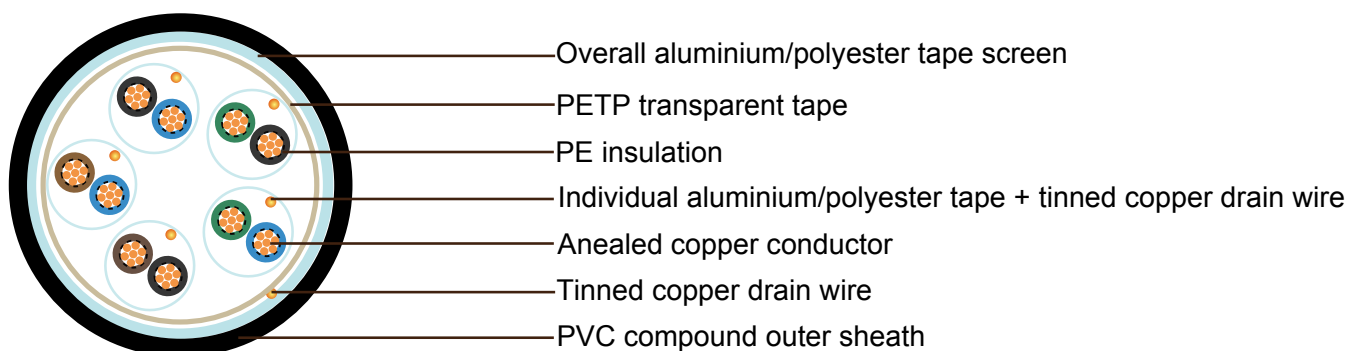 Overall aluminium/polyester tape screen
PETP transparent tape
PE insulation
Individual aluminium/polyester tape + tinned copper drain wire
Anealed copper conductor
Tinned copper drain wire
PVC compound outer sheath